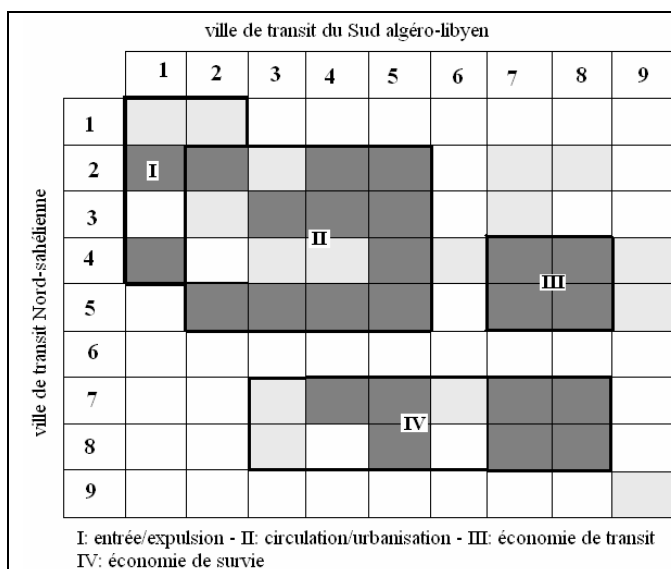 ville de transit du Sud algéro-libyen
1 2 3 4 5 6 7 8 9
ville de transit Nord-sahélienne
1
2 I
3
II
4
III
5
6
7
IV
8
9
I: entrée/expulsion - II: circulation/urbanisation - III: économie de transit
IV: économie de survie